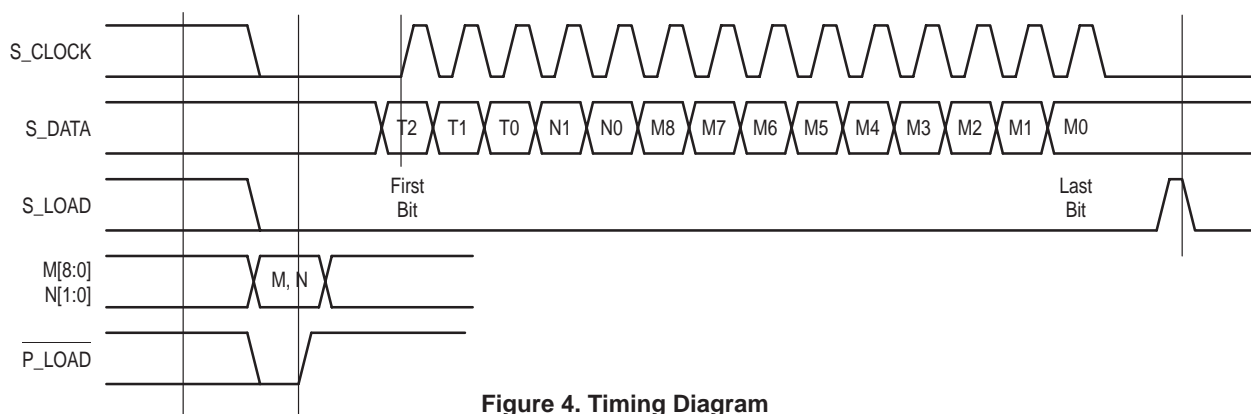 S_CLOCK
S_DATA
T2 T1 T0 N1 N0 M8 M7 M6 M5 M4 M3 M2 M1 M0
First
Bit
Last
Bit
S_LOAD
M[8:0]
N[1:0]
M, N
P_LOAD
Figure 4. Timing Diagram